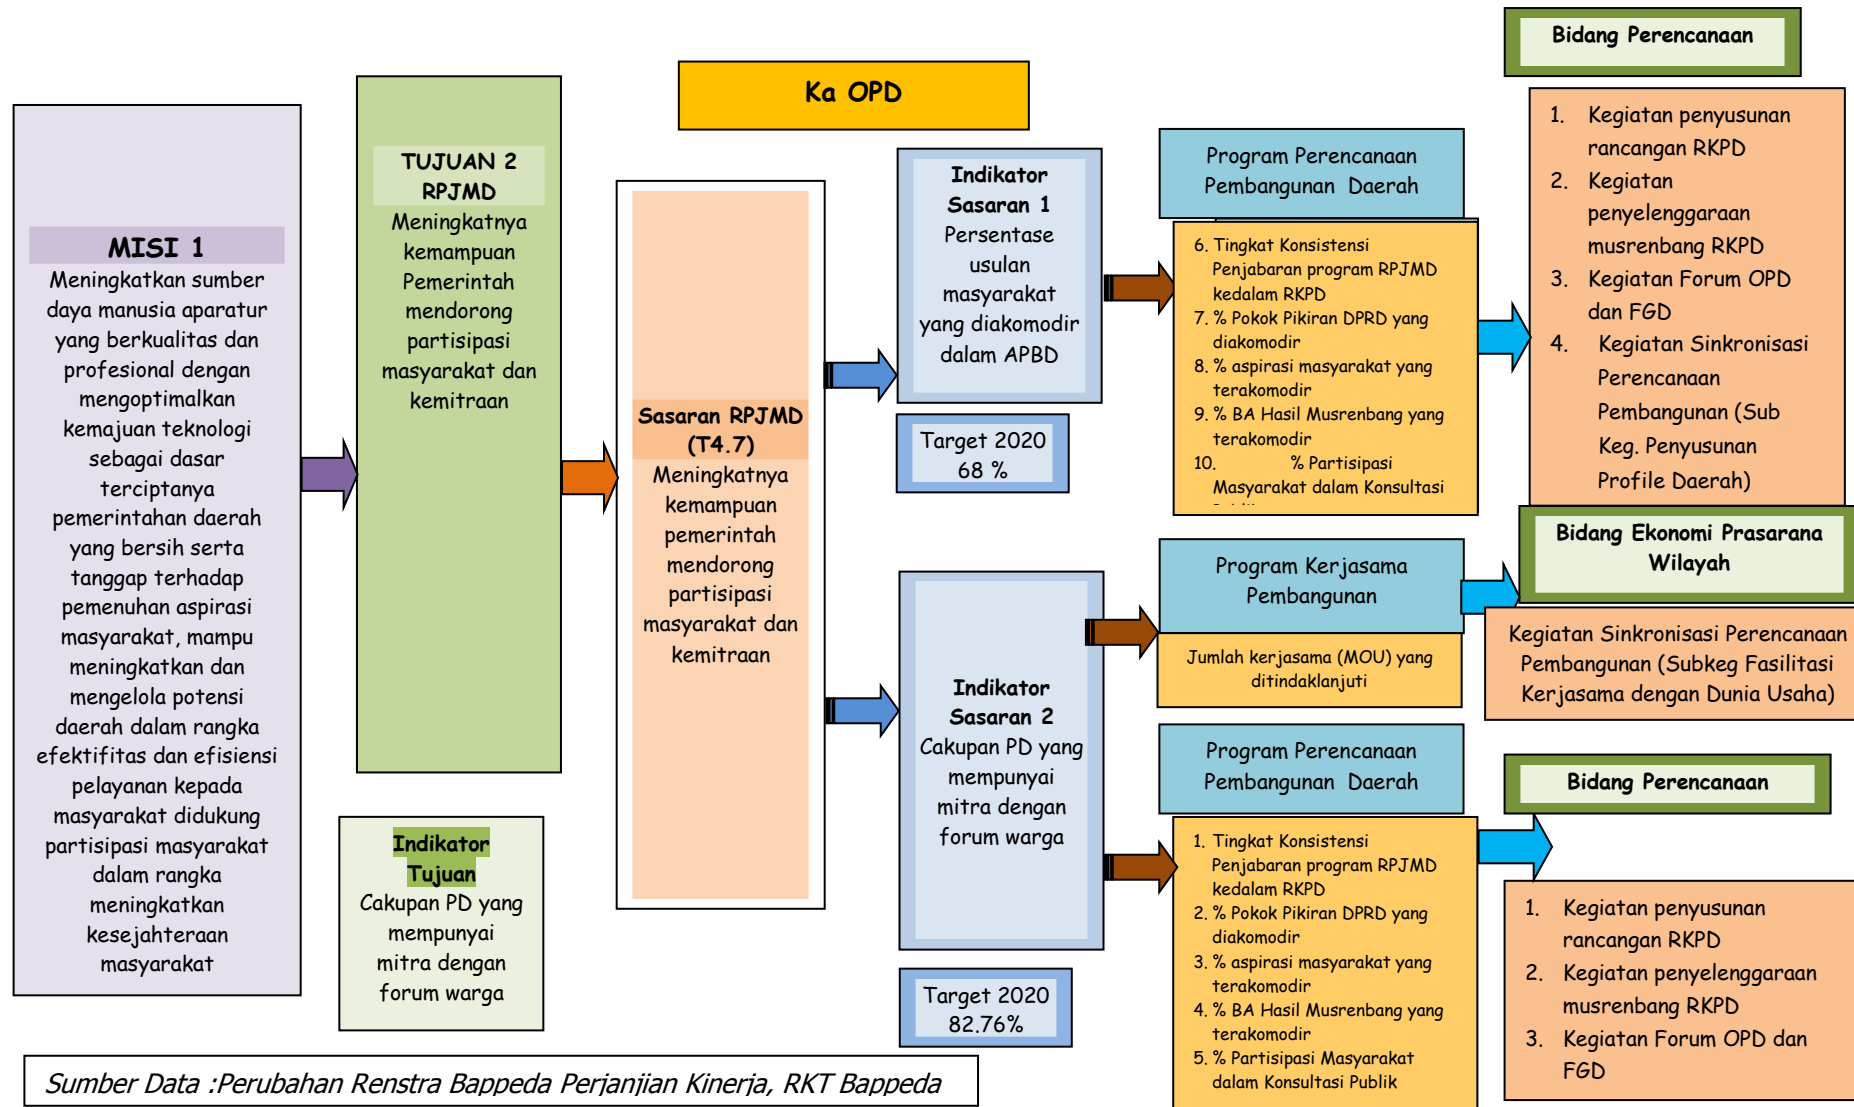 MISI 1
Meningkatkan sumber
daya manusia aparatur
yang berkualitas dan
profesional dengan
mengoptimalkan
kemajuan teknologi
sebagai dasar
terciptanya
pemerintahan daerah
yang bersih serta
tanggap terhadap
pemenuhan aspirasi
masyarakat, mampu
meningkatkan dan
mengelola potensi
daerah dalam rangka
efektifitas dan efisiensi
pelayanan kepada
masyarakat didukung
partisipasi masyarakat
dalam rangka
meningkatkan
kesejahteraan
masyarakat
TUJUAN 2
RPJMD
Meningkatnya
kemampuan
Pemerintah
mendorong
partisipasi
masyarakat dan
kemitraan
Indikator
Tujuan
Cakupan PD yang
mempunyai
mitra dengan
forum warga
Ka OPD
Sasaran RPJMD
(T4.7)
Meningkatnya
kemampuan
pemerintah
mendorong
partisipasi
masyarakat dan
kemitraan
Indikator
Sasaran 1
Persentase
usulan
masyarakat
yang diakomodir
dalam APBD
Target 2020
68 %
Indikator
Sasaran 2
Cakupan PD yang
mempunyai
mitra dengan
forum warga
Target 2020
82.76%
Program Perencanaan
Pembangunan Daerah
6. Tingkat Konsistensi
Penjabaran program RPJMD
kedalam RKPD
7. % Pokok Pikiran DPRD yang
diakomodir
8. % aspirasi masyarakat yang
terakomodir
9. % BA Hasil Musrenbang yang
terakomodir
10. % Partisipasi
Masyarakat dalam Konsultasi
Program Kerjasama
Pembangunan
Jumlah kerjasama (MOU) yang
ditindaklanjuti
Program Perencanaan
Pembangunan Daerah
1. Tingkat Konsistensi
Penjabaran program RPJMD
kedalam RKPD
2. % Pokok Pikiran DPRD yang
diakomodir
3. % aspirasi masyarakat yang
terakomodir
4. % BA Hasil Musrenbang yang
terakomodir
5. % Partisipasi Masyarakat
dalam Konsultasi Publik
Bidang Perencanaan
1. Kegiatan penyusunan
rancangan RKPD
2. Kegiatan
penyelenggaraan
musrenbang RKPD
3. Kegiatan Forum OPD
dan FGD
4. Kegiatan Sinkronisasi
Perencanaan
Pembangunan (Sub
Keg. Penyusunan
Profile Daerah)
Bidang Ekonomi Prasarana
Wilayah
Kegiatan Sinkronisasi Perencanaan
Pembangunan (Subkeg Fasilitasi
Kerjasama dengan Dunia Usaha)
Bidang Perencanaan
1. Kegiatan penyusunan
rancangan RKPD
2. Kegiatan penyelenggaraan
musrenbang RKPD
3. Kegiatan Forum OPD dan
FGD
Sumber Data :Perubahan Renstra Bappeda Perjanjian Kinerja, RKT Bappeda